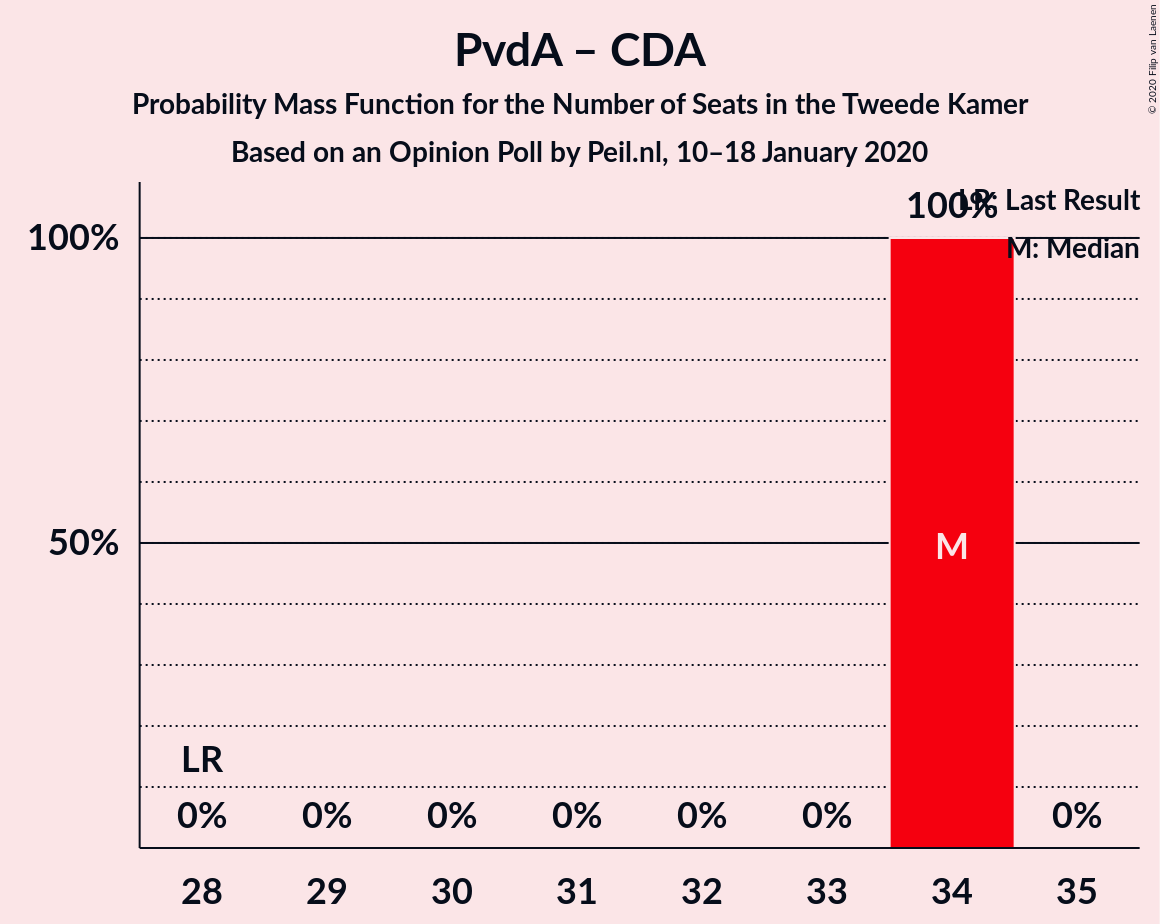 PvdA – CDA
Probability Mass Function for the Number of Seats in the Tweede Kamer
Based on an Opinion Poll by Peil.nl, 10–18 January 2020
© 2020 Filip van Laenen
100%
LR: Last Result
100%
M: Median
50%
M
LR
0% 0% 0% 0% 0% 0% 0%
28 29 30 31 32 33 34 35